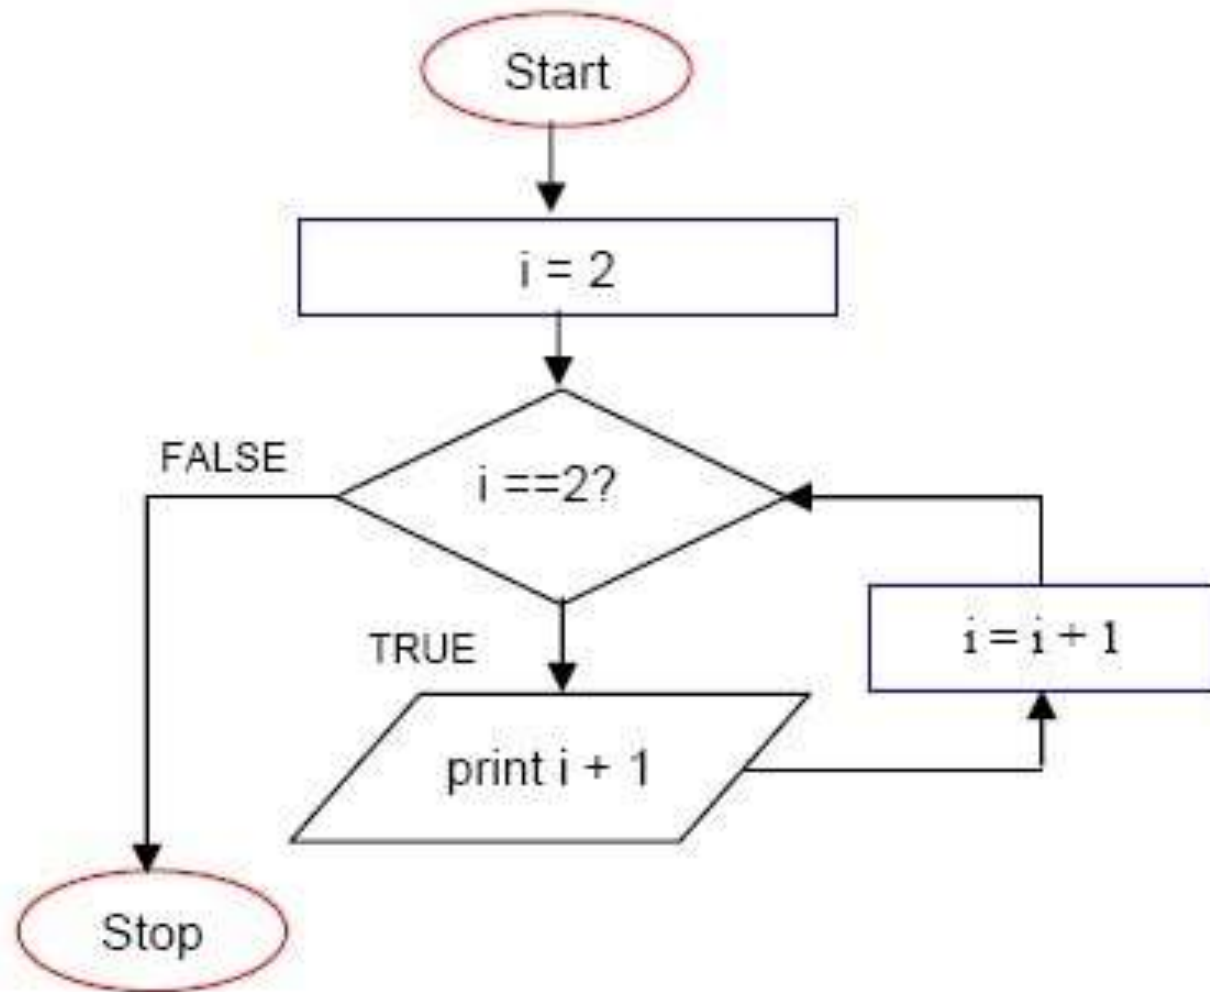 Start
i = 2
i ==2?
FALSE
TRUE
i = i + 1
print i + 1
Stop